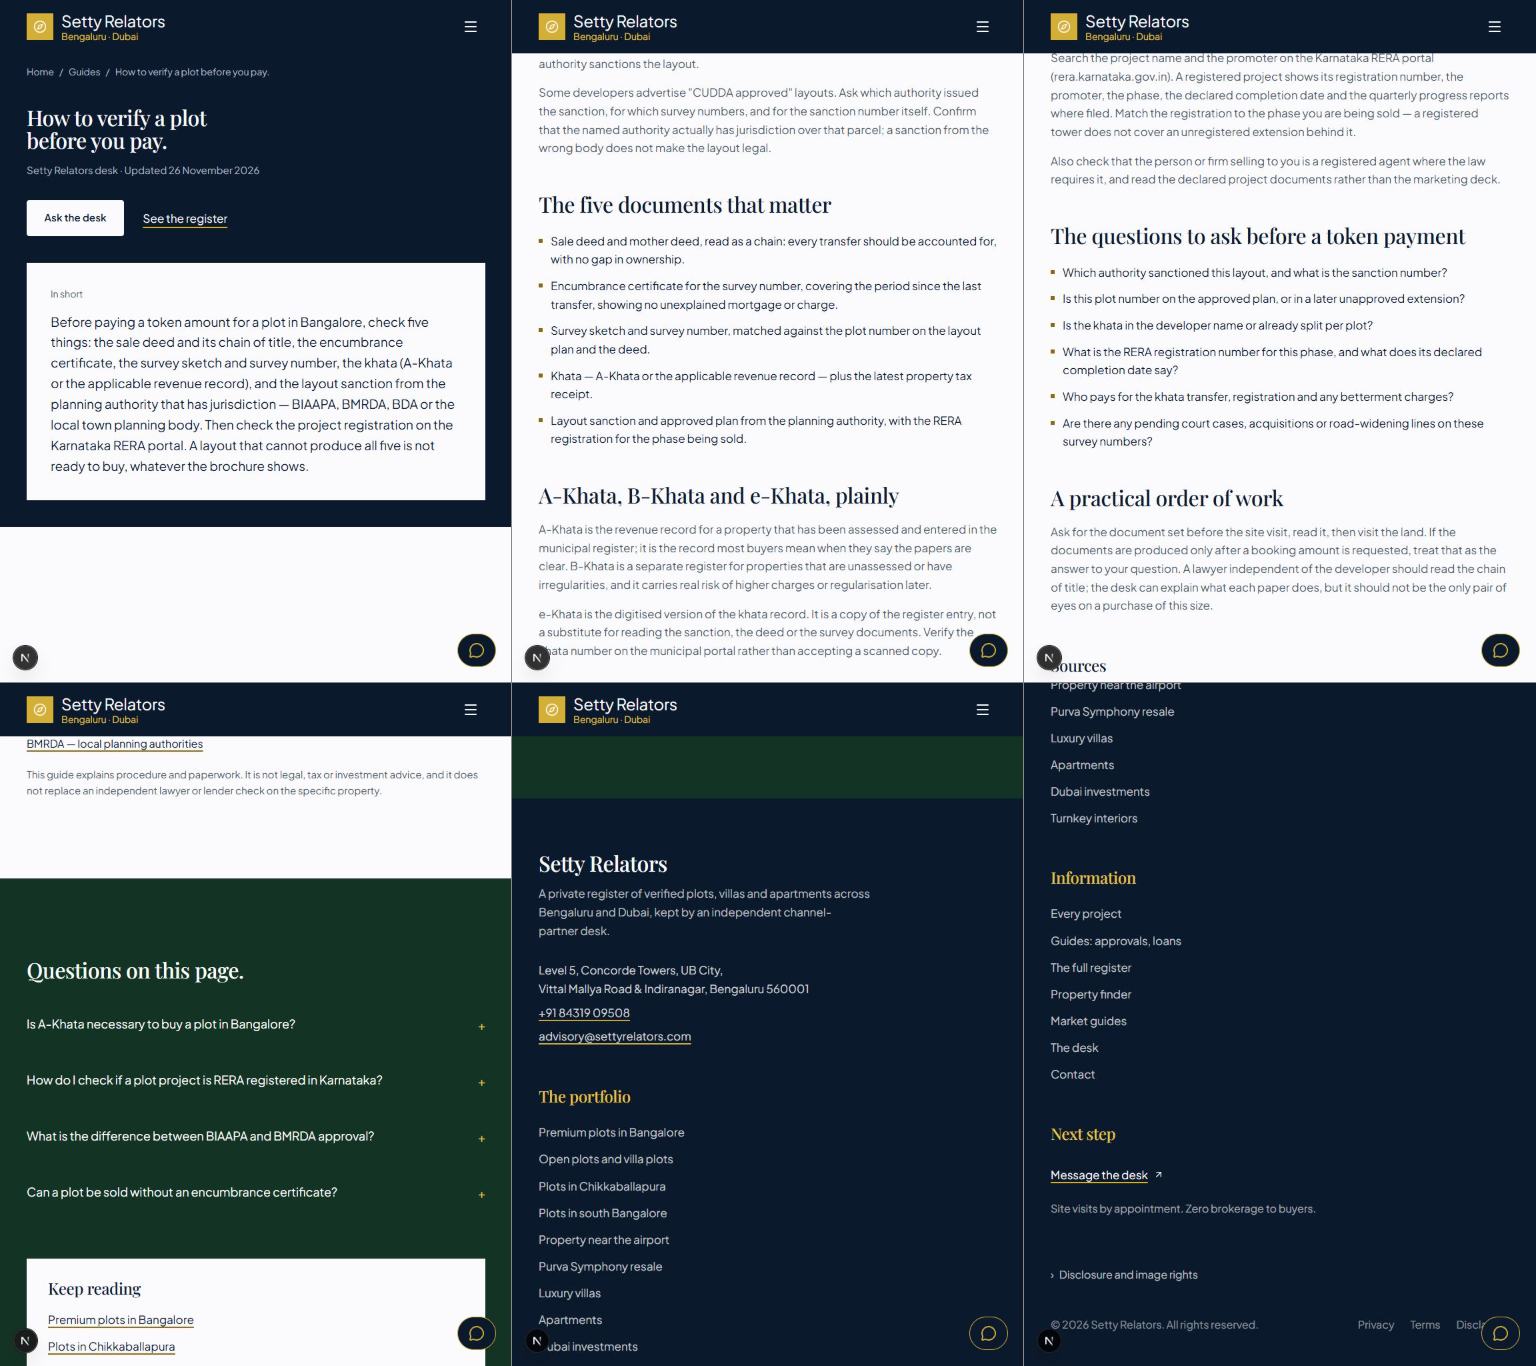 Setty Relators
Bengaluru · Dubai
Home / Guides / How to verify a plot before you pay.
How to verify a plot
before you pay.
Setty Relators desk · Updated 26 November 2026
Ask the desk
See the register
In short
Before paying a token amount for a plot in Bangalore, check five
things: the sale deed and its chain of title, the encumbrance
certificate, the survey sketch and survey number, the khata (A-Khata
or the applicable revenue record), and the layout sanction from the
planning authority that has jurisdiction — BIAAPA, BMRDA, BDA or the
local town planning body. Then check the project registration on the
Karnataka RERA portal. A layout that cannot produce all five is not
ready to buy, whatever the brochure shows.
N
Setty Relators
Bengaluru · Dubai
authority sanctions the layout.
Some developers advertise "CUDDA approved" layouts. Ask which authority issued
the sanction, for which survey numbers, and for the sanction number itself. Confirm
that the named authority actually has jurisdiction over that parcel; a sanction from the
wrong body does not make the layout legal.
The five documents that matter
Sale deed and mother deed, read as a chain: every transfer should be accounted for,
with no gap in ownership.
Encumbrance certificate for the survey number, covering the period since the last
transfer, showing no unexplained mortgage or charge.
Survey sketch and survey number, matched against the plot number on the layout
plan and the deed.
Khata — A-Khata or the applicable revenue record — plus the latest property tax
receipt.
Layout sanction and approved plan from the planning authority, with the RERA
registration for the phase being sold.
A-Khata, B-Khata and e-Khata, plainly
A-Khata is the revenue record for a property that has been assessed and entered in the
municipal register; it is the record most buyers mean when they say the papers are
clear. B-Khata is a separate register for properties that are unassessed or have
irregularities, and it carries real risk of higher charges or regularisation later.
e-Khata is the digitised version of the khata record. It is a copy of the register entry, not
a substitute for reading the sanction, the deed or the survey documents. Verify the
hata number on the municipal portal rather than accepting a scanned copy.
N
Setty Relators
Bengaluru · Dubai
Search the project name and the promoter on the Karnataka RERA portal
(rera.karnataka.gov.in). A registered project shows its registration number, the
promoter, the phase, the declared completion date and the quarterly progress reports
where filed. Match the registration to the phase you are being sold — a registered
tower does not cover an unregistered extension behind it.
Also check that the person or firm selling to you is a registered agent where the law
requires it, and read the declared project documents rather than the marketing deck.
The questions to ask before a token payment
Which authority sanctioned this layout, and what is the sanction number?
Is this plot number on the approved plan, or in a later unapproved extension?
Is the khata in the developer name or already split per plot?
What is the RERA registration number for this phase, and what does its declared
completion date say?
Who pays for the khata transfer, registration and any betterment charges?
Are there any pending court cases, acquisitions or road-widening lines on these
survey numbers?
A practical order of work
Ask for the document set before the site visit, read it, then visit the land. If the
documents are produced only after a booking amount is requested, treat that as the
answer to your question. A lawyer independent of the developer should read the chain
of title; the desk can explain what each paper does, but it should not be the only pair of
eyes on a purchase of this size.
Sources
N
Setty Relators
Bengaluru · Dubai
BMRDA — local planning authorities
This guide explains procedure and paperwork. It is not legal, tax or investment advice, and it does
not replace an independent lawyer or lender check on the specific property.
Questions on this page.
Is A-Khata necessary to buy a plot in Bangalore? +
How do I check if a plot project is RERA registered in Karnataka? +
What is the difference between BIAAPA and BMRDA approval? +
Can a plot be sold without an encumbrance certificate? +
Keep reading
Premium plots in Bangalore
Plots in Chikkaballapura
N
Setty Relators
Bengaluru · Dubai
Setty Relators
A private register of verified plots, villas and apartments across
Bengaluru and Dubai, kept by an independent channel-
partner desk.
Level 5, Concorde Towers, UB City,
Vittal Mallya Road & Indiranagar, Bengaluru 560001
+91 84319 09508
advisory@settyrelators.com
The portfolio
Premium plots in Bangalore
Open plots and villa plots
Plots in Chikkaballapura
Plots in south Bangalore
Property near the airport
Purva Symphony resale
Luxury villas
Apartments
ubai investments
N
Property near the airport
Purva Symphony resale
Luxury villas
Apartments
Dubai investments
Turnkey interiors
Information
Every project
Guides: approvals, loans
The full register
Property finder
Market guides
The desk
Contact
Next step
Message the desk ↗
Site visits by appointment. Zero brokerage to buyers.
› Disclosure and image rights
© 2026 Setty Relators. All rights reserved. Privacy Terms Discl
N